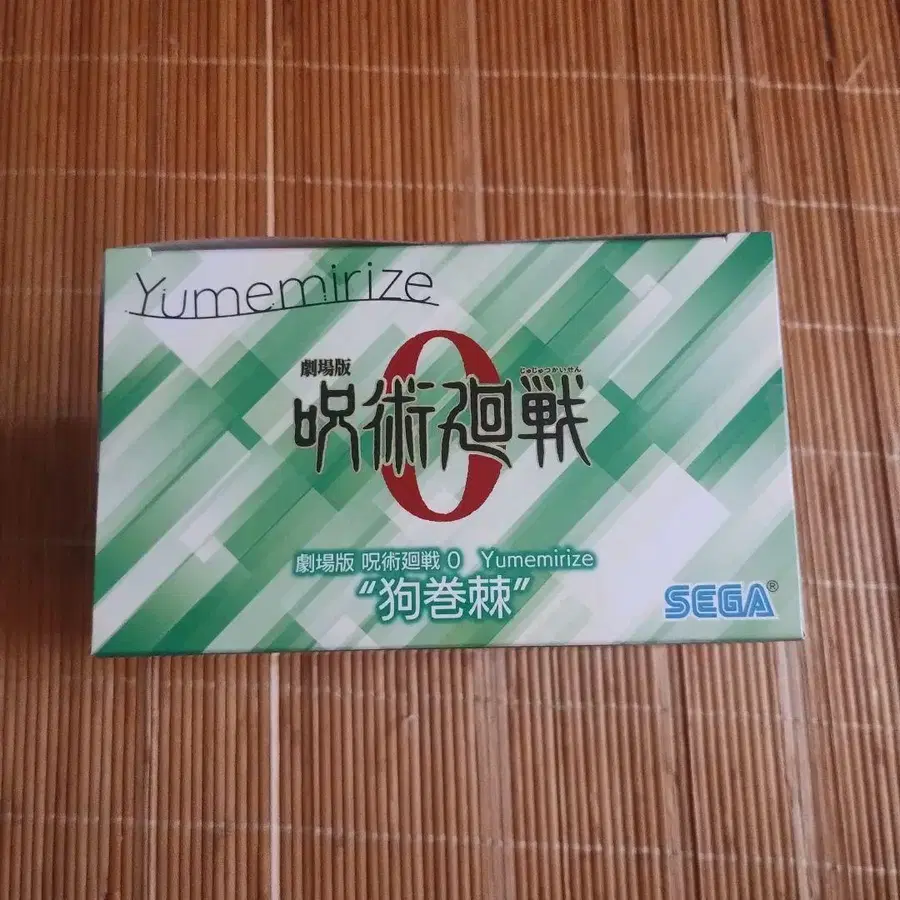 Yumemirize
劇場版
じゅじゅつかいせん
呪術廻戦
0
劇場版 呪術廻戦 0 Yumemirize
“狗巻棘”
SEGA®